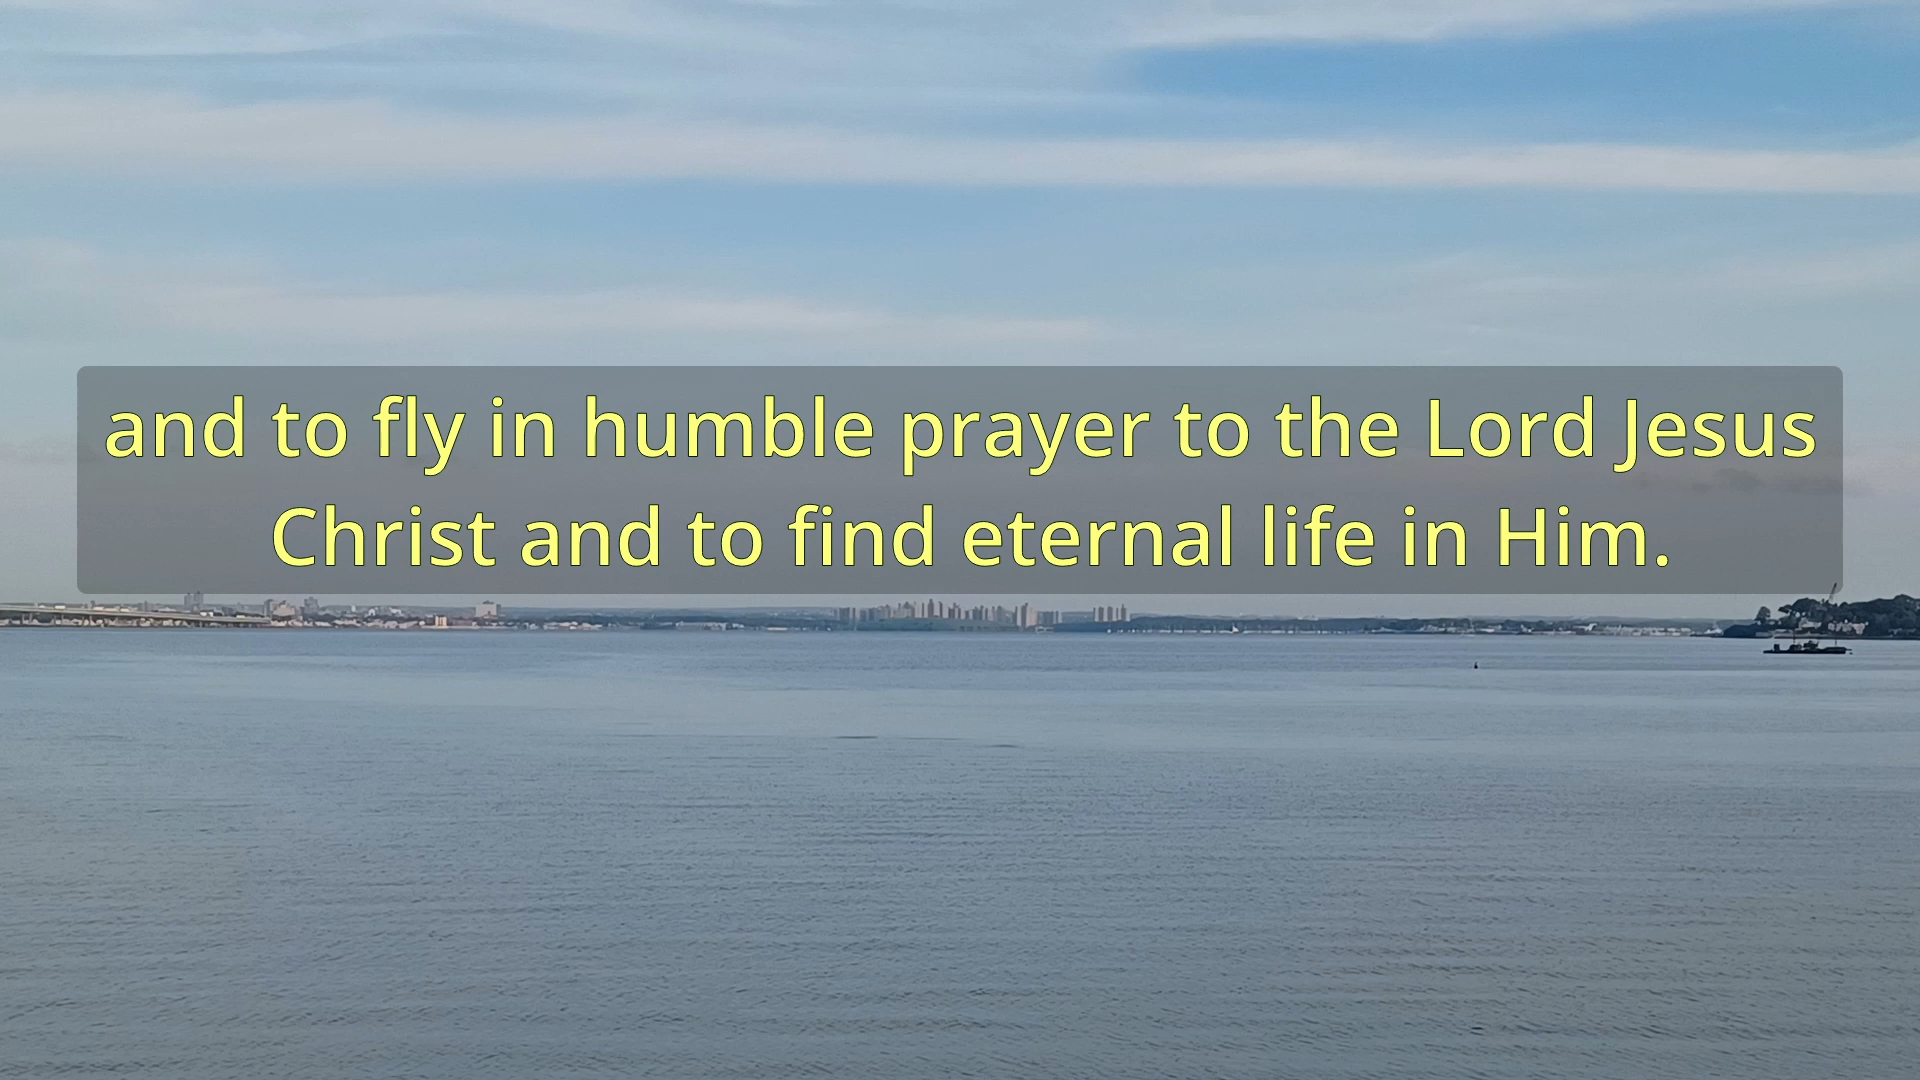 and to fly in humble prayer to the Lord Jesus
Christ and to find eternal life in Him.